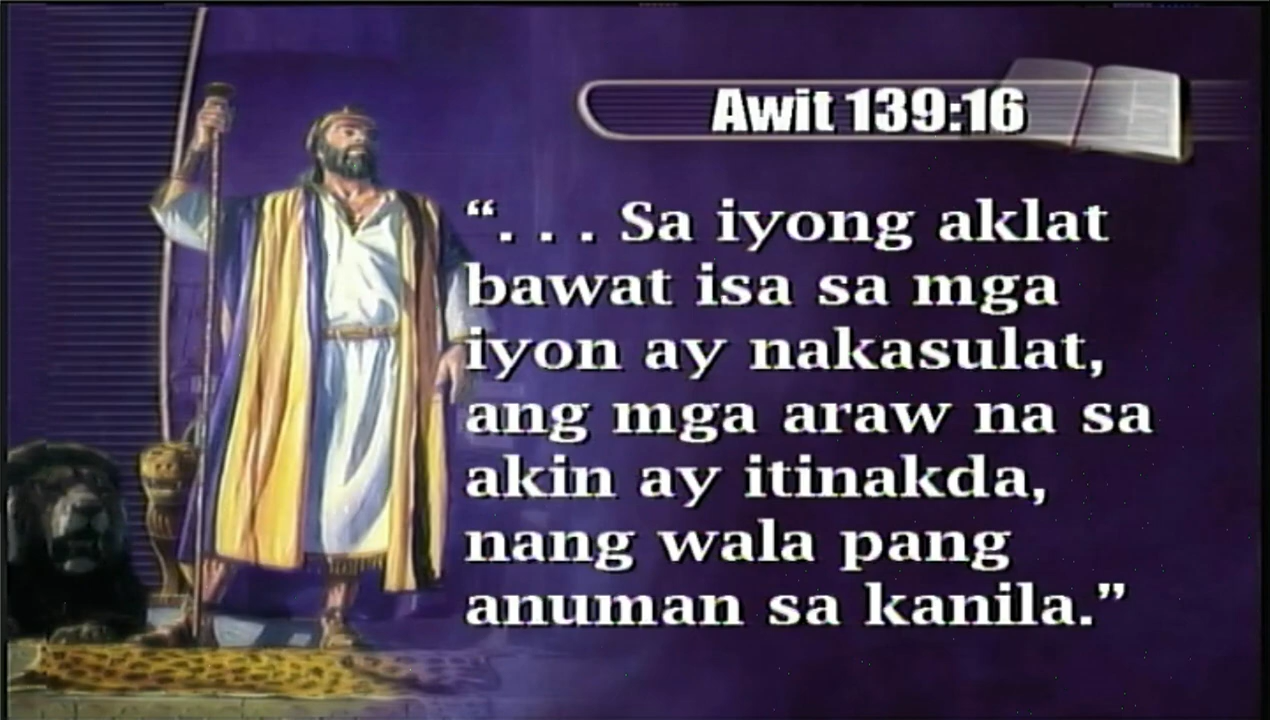 Awit 139:16
“. . . Sa iyong aklat
bawat isa sa mga
iyon ay nakasulat,
ang mga araw na sa
akin ay itinakda,
nang wala pang
anuman sa kanila.”